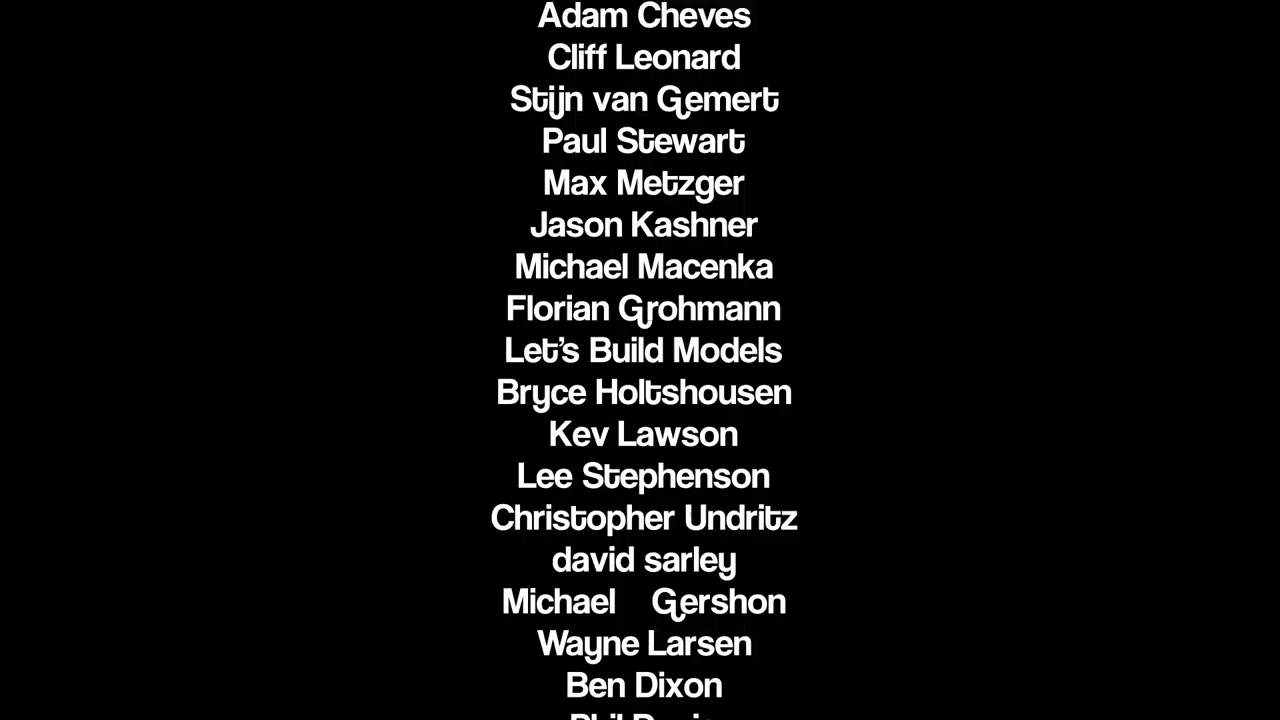 Adam Cheves
Cliff Leonard
Stijn van Gemert
Paul Stewart
Max Metzger
Jason Kashner
Michael Macenka
Florian Grohmann
Let's Build Models
Bryce Holtshousen
Kev Lawson
Lee Stephenson
Christopher Undritz
david sarley
Michael Gershon
Wayne Larsen
Ben Dixon
Phil